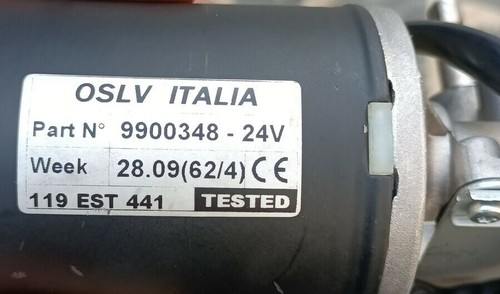 OSLV ITALIA
Part N° 9900348 - 24V
Week 28.09(62/4) CE
119 EST 441 TESTED